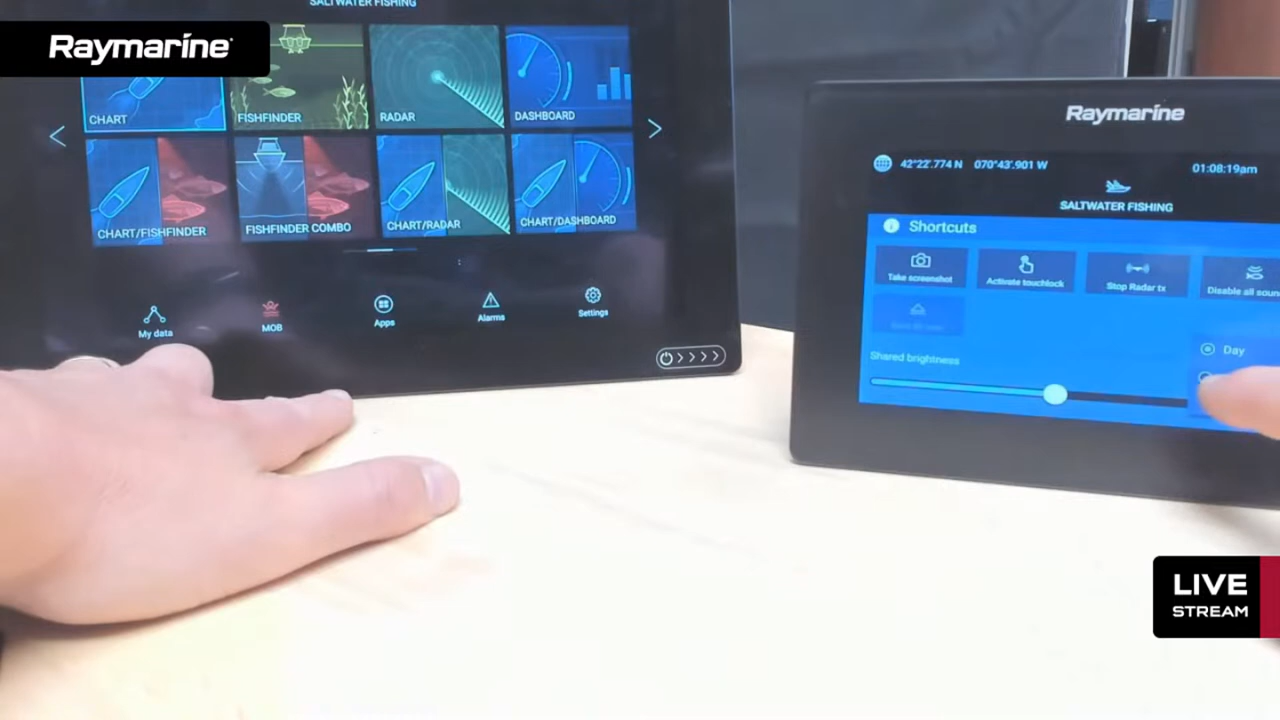 SALTWATER FISHING
Raymarine
CHART
FISHFINDER
RADAR
DASHBOARD
CHART/FISHFINDER
FISHFINDER COMBO
CHART/RADAR
CHART/DASHBOARD
My data
MOB
Apps
Alarms
Settings
Raymarine
42°22'.774 N 070°43'.901 W
01:08:19am
SALTWATER FISHING
Shortcuts
Take screenshot
Activate touchlock
Stop Radar tx
Disable all soun
Day
Shared brightness
LIVE
STREAM